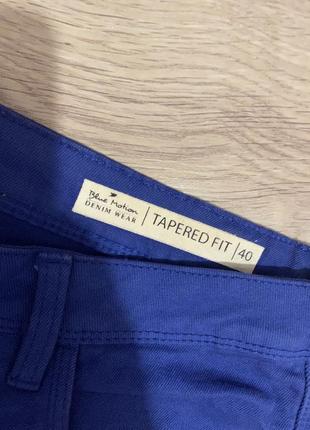 Blue Motion
DENIM WEAR
TAPERED FIT
40